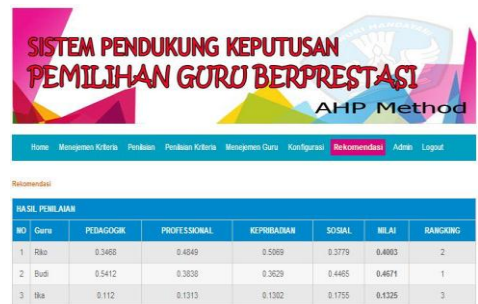 SISTEM PENDUKUNG KEPUTUSAN
PEMILIHAN GURU BERPRESTASI
AHP Method
Home Menejemen Kriteria Penilaian Penilaian Kriteria Menejemen Guru Konfigurasi Rekomendasi Admin Logout
Rekomendasi
HASIL PENILAIAN
NO Guru PEDAGOGIK PROFESSIONAL KEPRIBADIAN SOSIAL NILAI RANGKING
1 Riko 0.3468 0.4849 0.5069 0.3779 0.4003 2
2 Budi 0.5412 0.3838 0.3629 0.4465 0.4671 1
3 tika 0.112 0.1313 0.1302 0.1755 0.1325 3